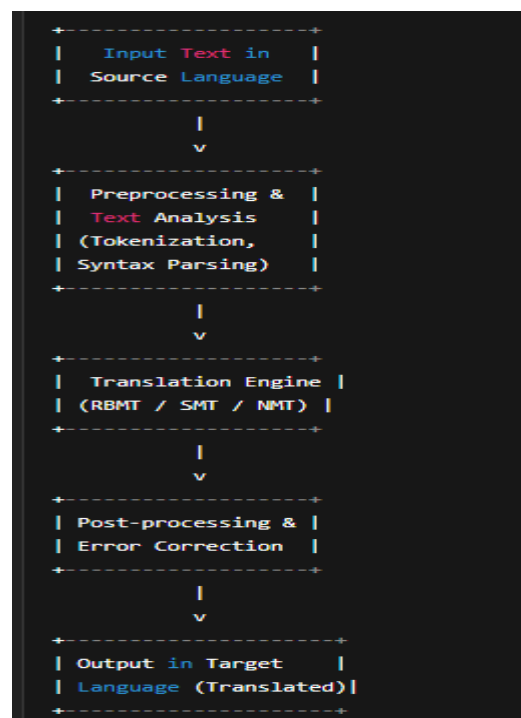 +--------------------+
|   Input Text in    |
|  Source Language   |
+--------------------+
|
v
+--------------------+
|  Preprocessing &   |
|  Text Analysis     |
| (Tokenization,     |
| Syntax Parsing)    |
+--------------------+
|
v
+--------------------+
|  Translation Engine |
| (RBMT / SMT / NMT) |
+--------------------+
|
v
+--------------------+
| Post-processing &  |
| Error Correction   |
+--------------------+
|
v
+----------------------+
| Output in Target     |
| Language (Translated)|
+----------------------+